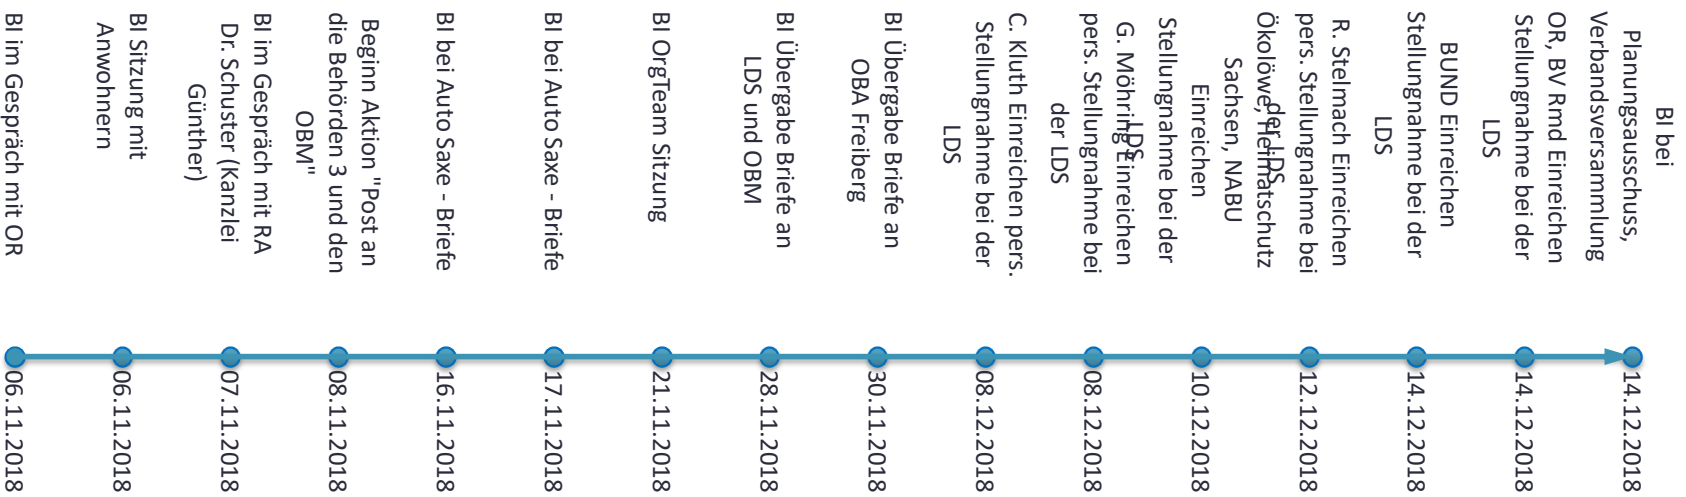 BI bei
Planungsausschuss,
Verbandsversammlung
14.12.2018
OR, BV Rmd Einreichen
Stellungnahme bei der
LDS
14.12.2018
BUND Einreichen
Stellungnahme bei der
LDS
14.12.2018
R. Stelmach Einreichen
pers. Stellungnahme bei
der LDS
12.12.2018
Ökolöwe, Heimatschutz
Sachsen, NABU
Einreichen
Stellungnahme bei der
LDS
10.12.2018
G. Möhring Einreichen
pers. Stellungnahme bei
der LDS
08.12.2018
C. Kluth Einreichen pers.
Stellungnahme bei der
LDS
08.12.2018
BI Übergabe Briefe an
OBA Freiberg
30.11.2018
BI Übergabe Briefe an
LDS und OBM
28.11.2018
BI OrgTeam Sitzung
21.11.2018
BI bei Auto Saxe - Briefe
17.11.2018
BI bei Auto Saxe - Briefe
16.11.2018
Beginn Aktion "Post an
die Behörden 3 und den
OBM"
08.11.2018
BI im Gespräch mit RA
Dr. Schuster (Kanzlei
Günther)
07.11.2018
BI Sitzung mit
Anwohnern
06.11.2018
BI im Gespräch mit OR
06.11.2018